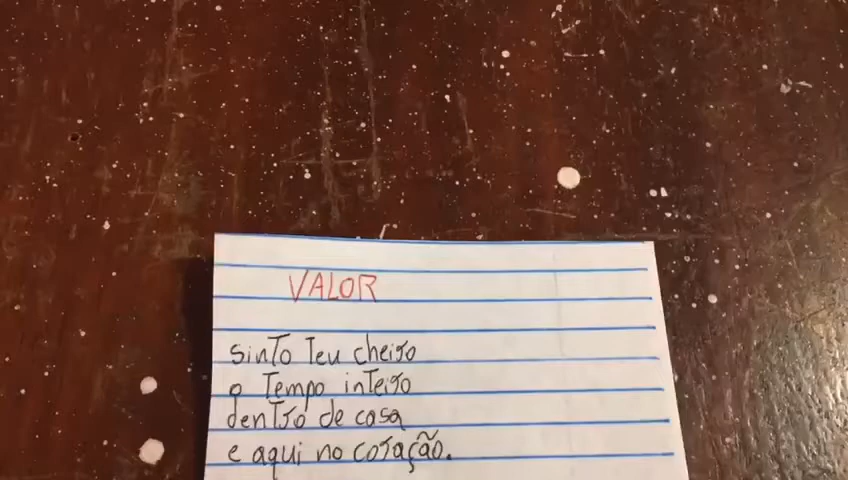 VALOR
sinto teu cheiro
o tempo inteiro
dentro de casa
e aqui no coração.